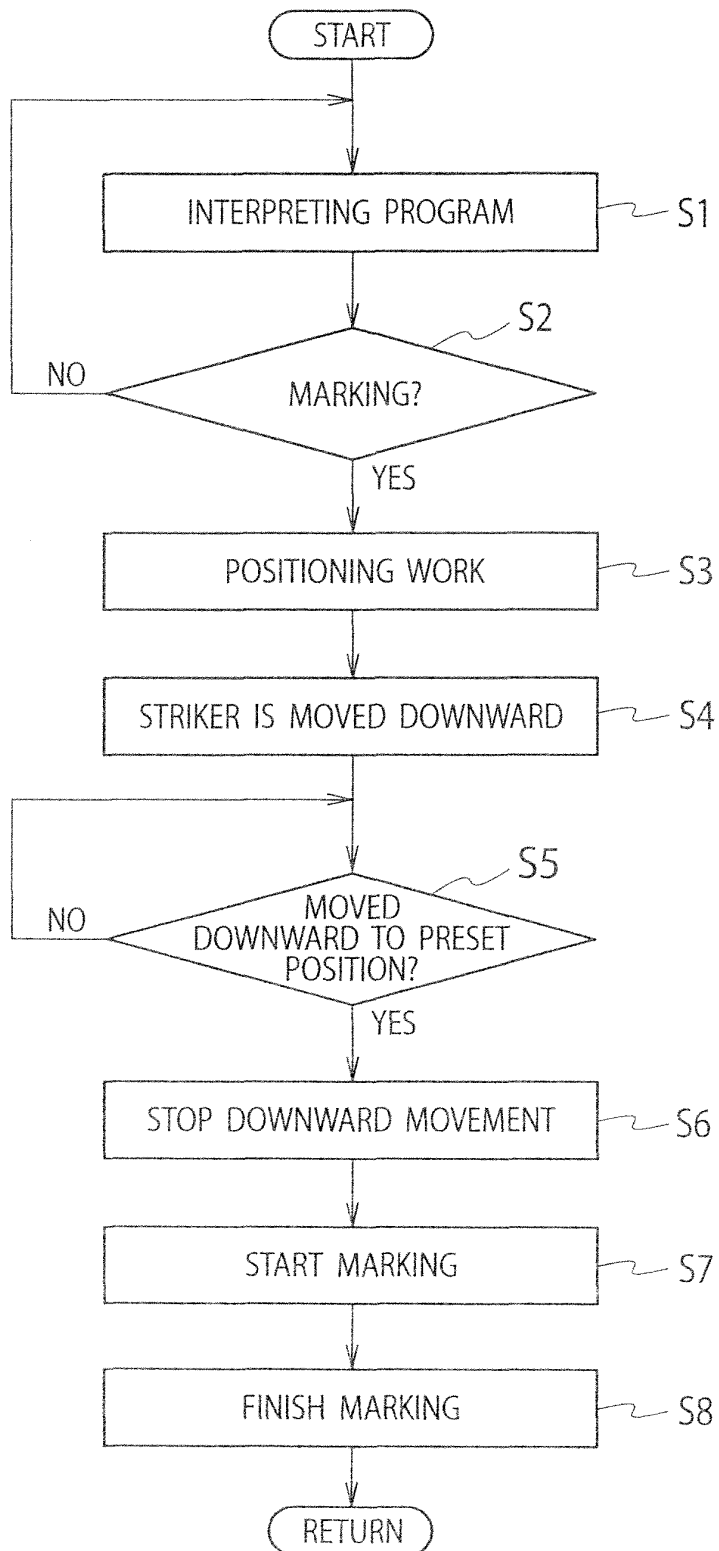 START
INTERPRETING PROGRAM
S1
S2
MARKING?
NO
YES
POSITIONING WORK
S3
STRIKER IS MOVED DOWNWARD
S4
S5
MOVED
DOWNWARD TO PRESET
POSITION?
NO
YES
STOP DOWNWARD MOVEMENT
S6
START MARKING
S7
FINISH MARKING
S8
RETURN